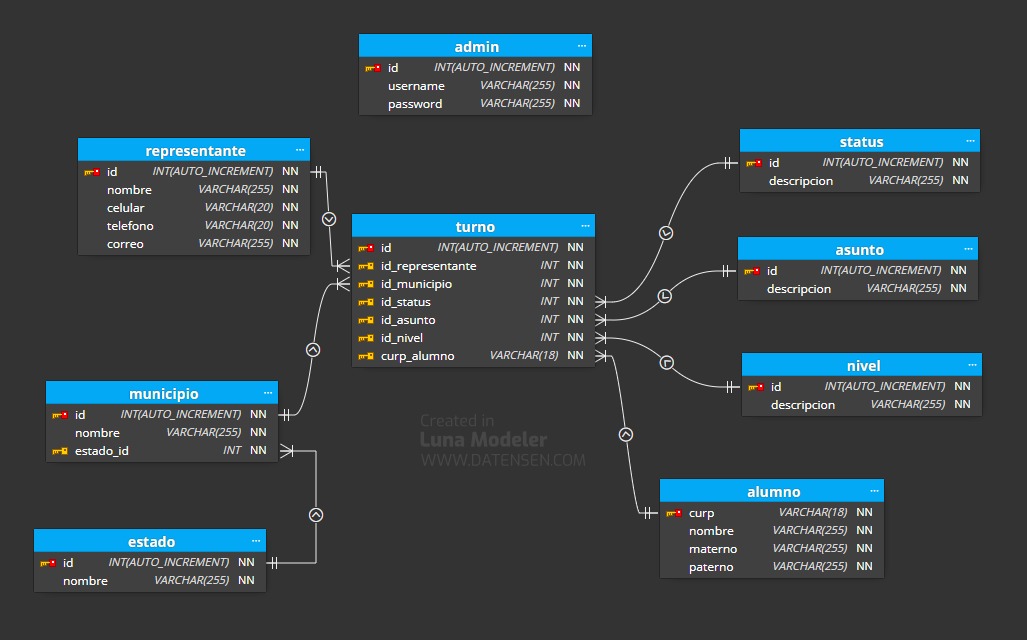 admin ...
id INT(AUTO_INCREMENT) NN
username VARCHAR(255) NN
password VARCHAR(255) NN
representante ...
id INT(AUTO_INCREMENT) NN
nombre VARCHAR(255) NN
celular VARCHAR(20) NN
telefono VARCHAR(20) NN
correo VARCHAR(255) NN
status ...
id INT(AUTO_INCREMENT) NN
descripcion VARCHAR(255) NN
turno ...
id INT(AUTO_INCREMENT) NN
id_representante INT NN
id_municipio INT NN
id_status INT NN
id_asunto INT NN
id_nivel INT NN
curp_alumno VARCHAR(18) NN
asunto ...
id INT(AUTO_INCREMENT) NN
descripcion VARCHAR(255) NN
nivel ...
id INT(AUTO_INCREMENT) NN
descripcion VARCHAR(255) NN
municipio ...
id INT(AUTO_INCREMENT) NN
nombre VARCHAR(255) NN
estado_id INT NN
Created in
Luna Modeler
WWW.DATENSEN.COM
alumno ...
curp VARCHAR(18) NN
nombre VARCHAR(255) NN
materno VARCHAR(255) NN
paterno VARCHAR(255) NN
estado ...
id INT(AUTO_INCREMENT) NN
nombre VARCHAR(255) NN